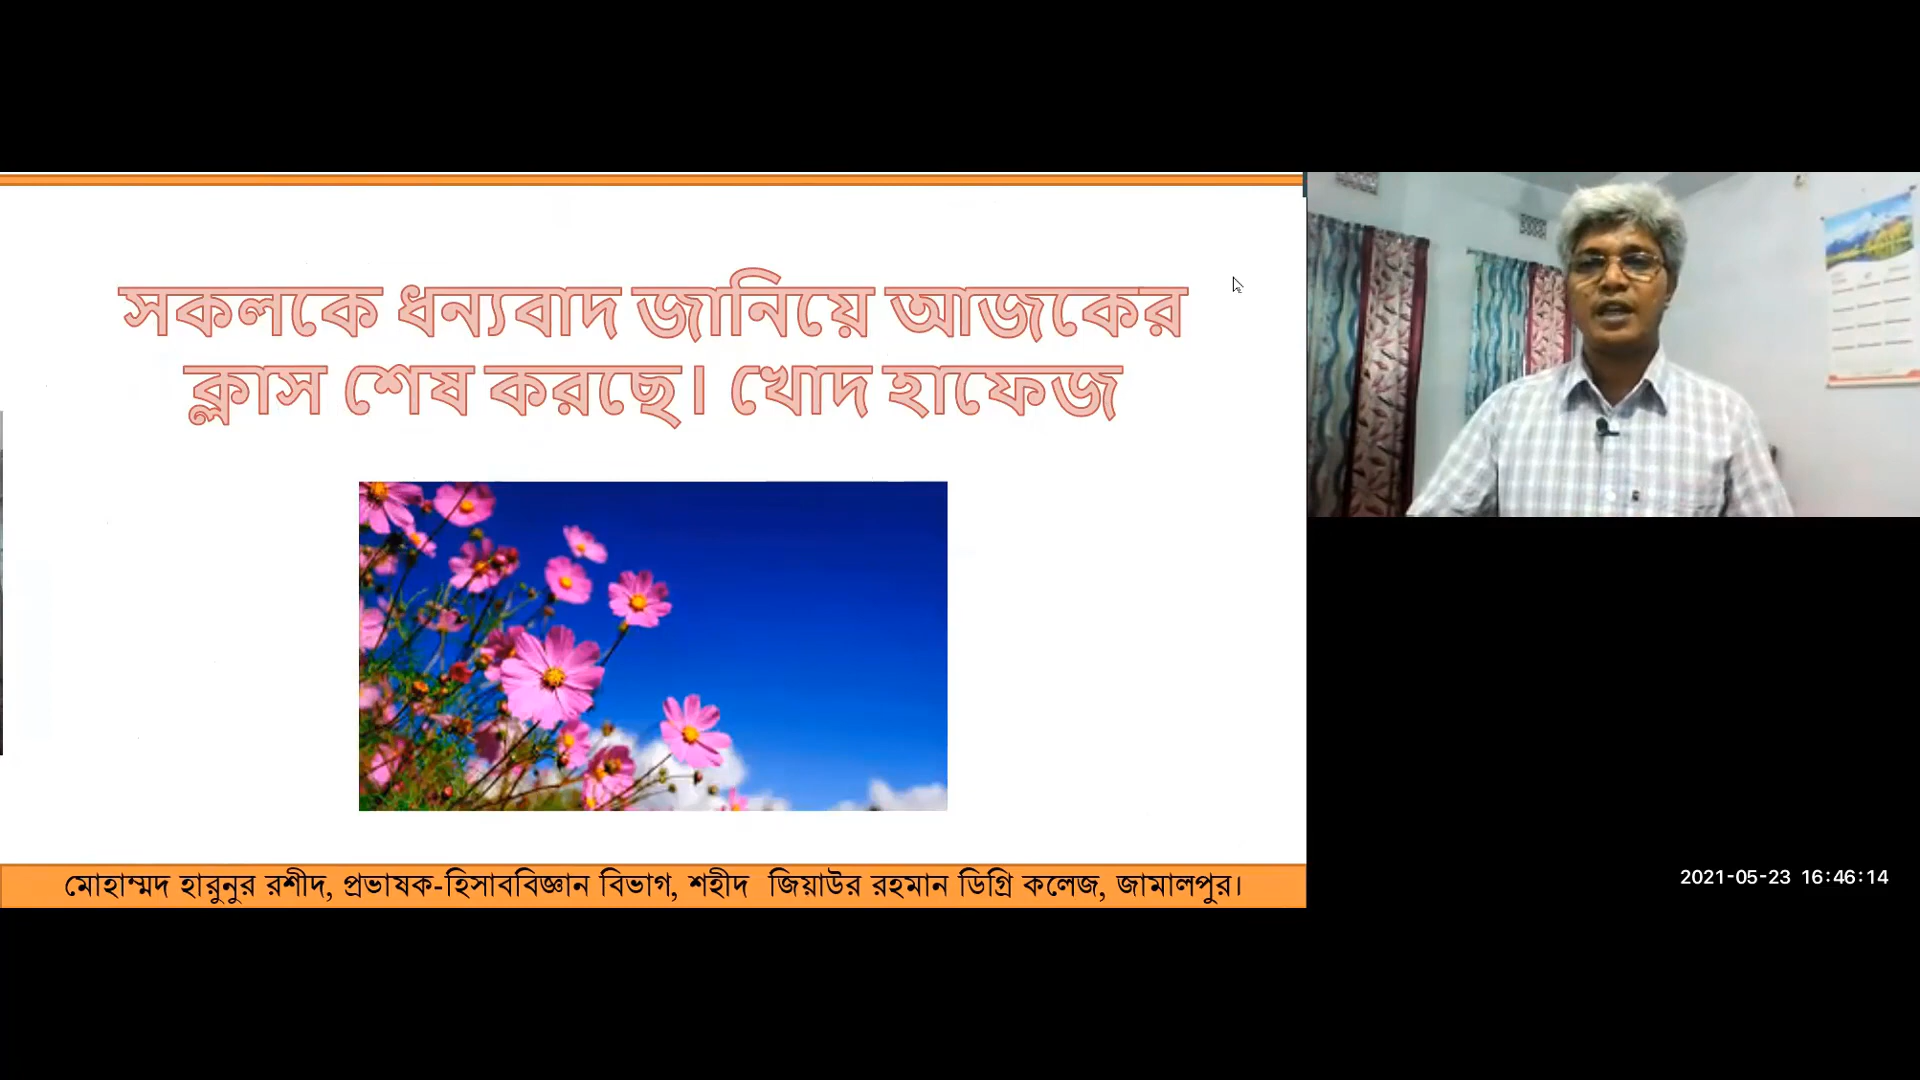 সকলকে ধন্যবাদ জানিয়ে আজকের
ক্লাস শেষ করছে। খোদ হাফেজ
মোহাম্মদ হারুনুর রশীদ, প্রভাষক-হিসাববিজ্ঞান বিভাগ, শহীদ জিয়াউর রহমান ডিগ্রি কলেজ, জামালপুর।
2021-05-23 16:46:14